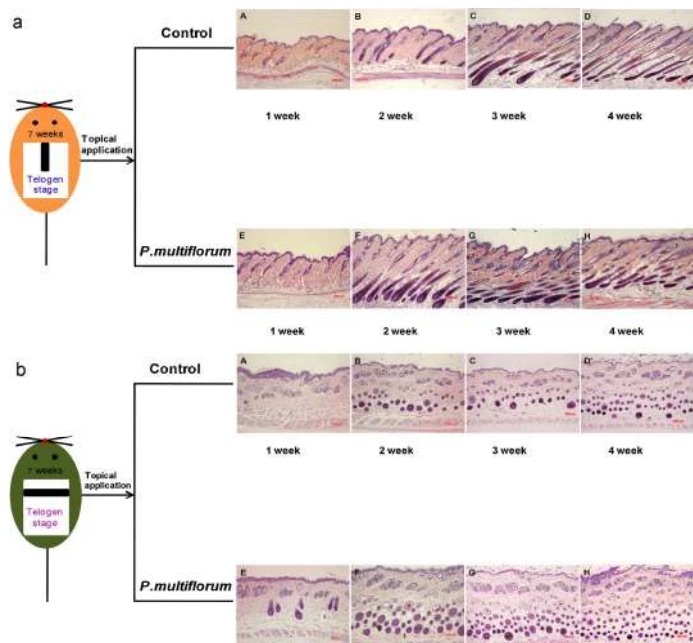 a
Control
A B C D
1 week 2 week 3 week 4 week
7 weeks
Telogen
stage
Topical
application
P.multiflorum
E F G H
1 week 2 week 3 week 4 week
b
Control
A B C D
1 week 2 week 3 week 4 week
7 weeks
Telogen
stage
Topical
application
P.multiflorum
E F G H